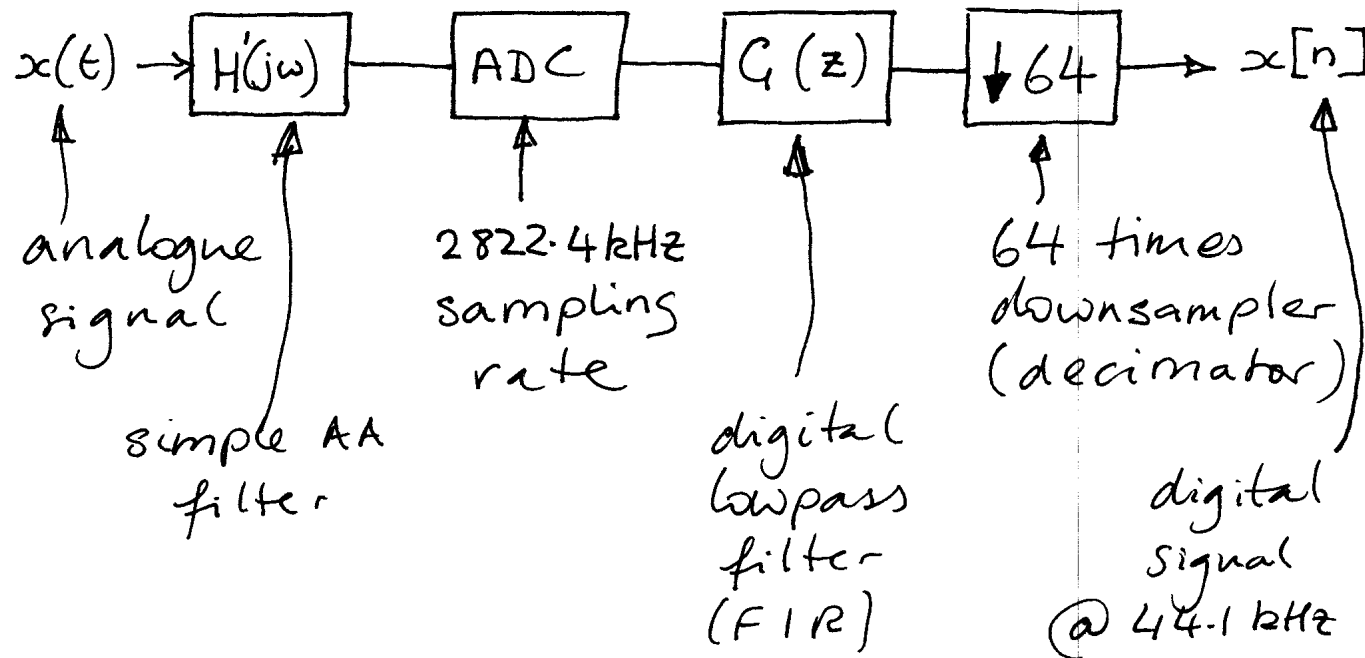 x(t) → H'(jω) ADC G(z) ↓64 → x[n]
analogue
signal
simple AA
filter
2822.4kHz
sampling
rate
digital
lowpass
filter
(FIR)
64 times
downsampler
(decimator)
digital
signal
@ 44.1 kHz